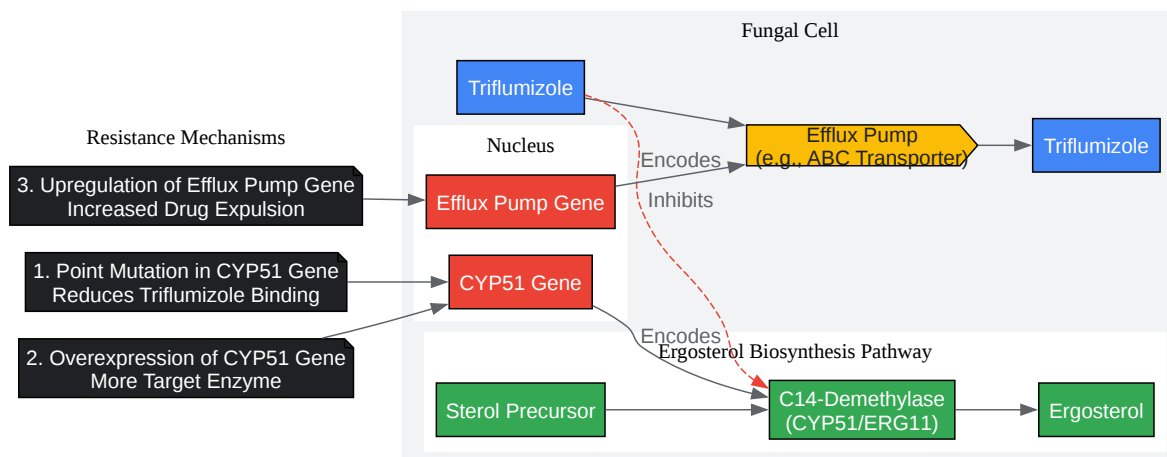 Fungal Cell
Triflumizole
Efflux Pump
(e.g., ABC Transporter)
Triflumizole
Resistance Mechanisms
Nucleus
Encodes
3. Upregulation of Efflux Pump Gene
Increased Drug Expulsion
Efflux Pump Gene
Inhibits
1. Point Mutation in CYP51 Gene
Reduces Triflumizole Binding
CYP51 Gene
Encodes
Ergosterol Biosynthesis Pathway
2. Overexpression of CYP51 Gene
More Target Enzyme
Sterol Precursor
C14-Demethylase
(CYP51/ERG11)
Ergosterol